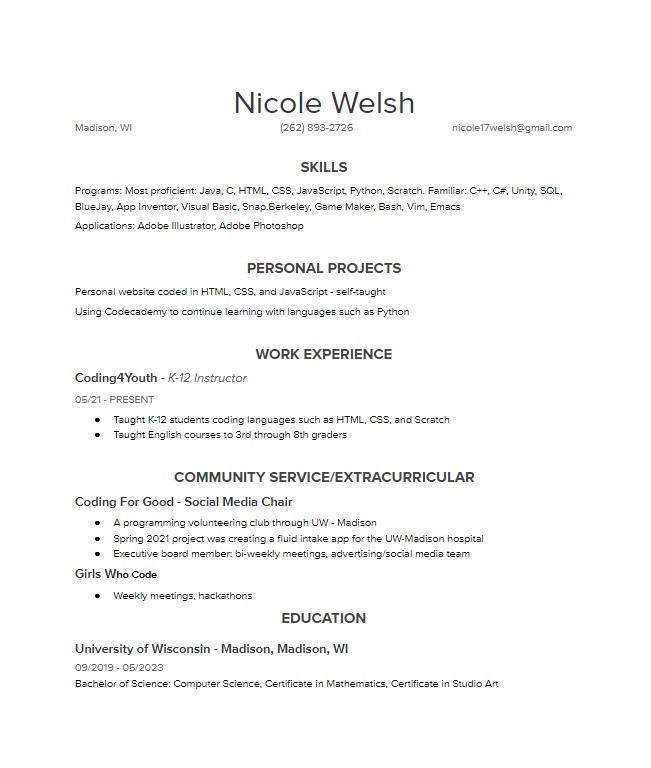 Nicole Welsh
Madison, WI (262) 893-2726 nicole17welsh@gmail.com
SKILLS
Programs: Most proficient: Java, C, HTML, CSS, JavaScript, Python, Scratch. Familiar: C++, C#, Unity, SQL,
BlueJay, App Inventor, Visual Basic, Snap.Berkeley, Game Maker, Bash, Vim, Emacs
Applications: Adobe Illustrator, Adobe Photoshop
PERSONAL PROJECTS
Personal website coded in HTML, CSS, and JavaScript - self-taught
Using Codecademy to continue learning with languages such as Python
WORK EXPERIENCE
Coding4Youth - K-12 Instructor
05/21 - PRESENT
● Taught K-12 students coding languages such as HTML, CSS, and Scratch
● Taught English courses to 3rd through 8th graders
COMMUNITY SERVICE/EXTRACURRICULAR
Coding For Good - Social Media Chair
● A programming volunteering club through UW - Madison
● Spring 2021 project was creating a fluid intake app for the UW-Madison hospital
● Executive board member: bi-weekly meetings, advertising/social media team
Girls Who Code
● Weekly meetings, hackathons
EDUCATION
University of Wisconsin - Madison, Madison, WI
09/2019 - 05/2023
Bachelor of Science: Computer Science, Certificate in Mathematics, Certificate in Studio Art